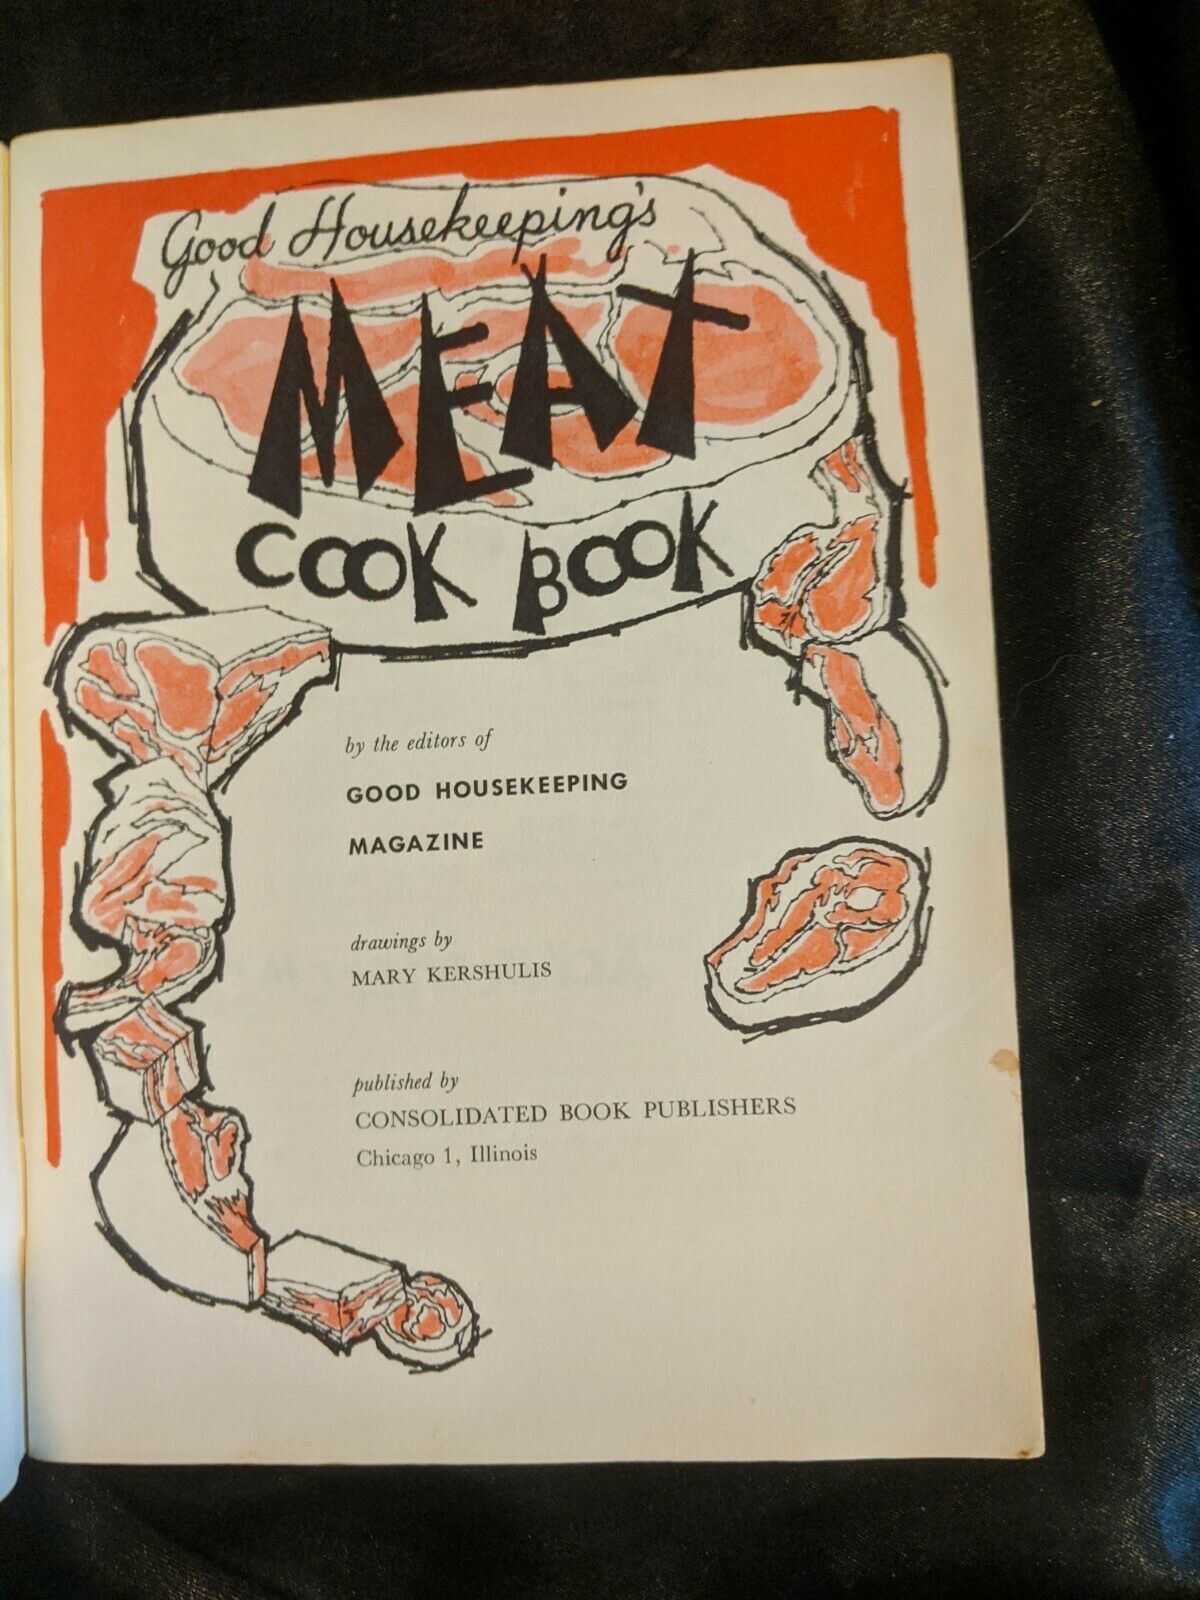 Good Housekeeping's
MEAT
COOK BOOK
by the editors of
GOOD HOUSEKEEPING
MAGAZINE
drawings by
MARY KERSHULIS
published by
CONSOLIDATED BOOK PUBLISHERS
Chicago 1, Illinois